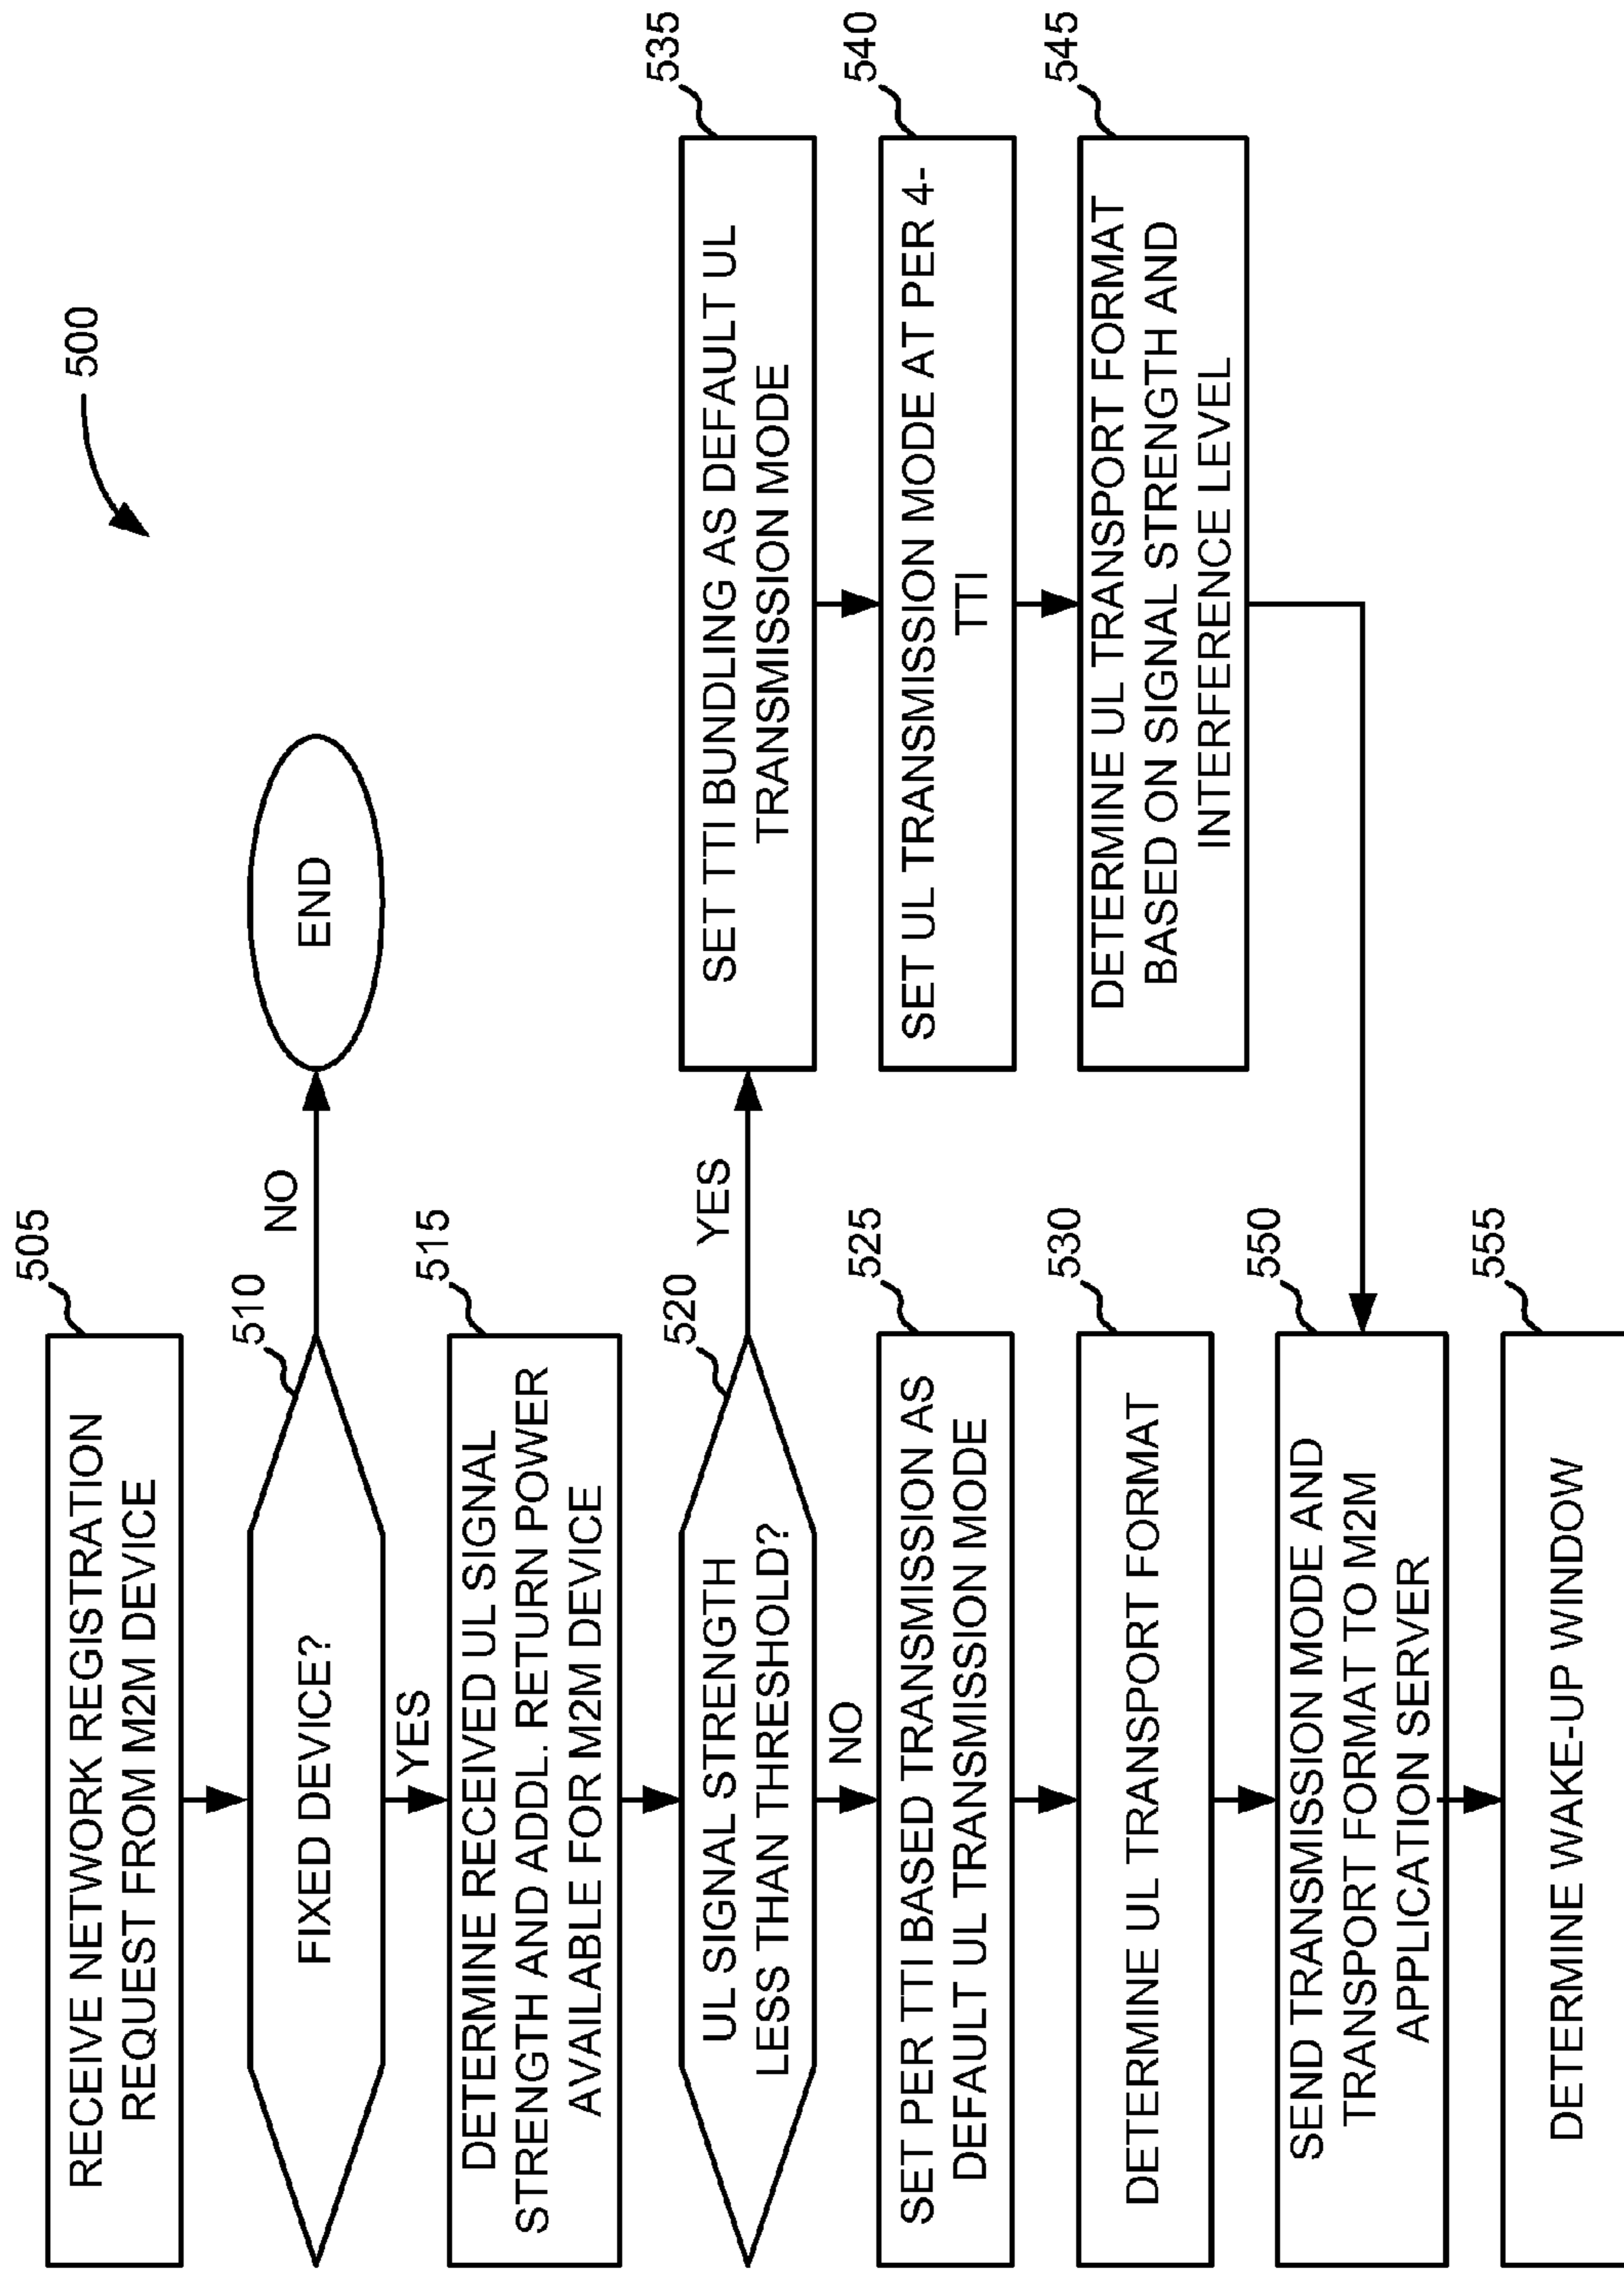 500
505
RECEIVE NETWORK REGISTRATION
REQUEST FROM M2M DEVICE
510
FIXED DEVICE?
NO
END
YES
515
DETERMINE RECEIVED UL SIGNAL
STRENGTH AND ADDL. RETURN POWER
AVAILABLE FOR M2M DEVICE
520
UL SIGNAL STRENGTH
LESS THAN THRESHOLD?
YES
NO
535
SET TTI BUNDLING AS DEFAULT UL
TRANSMISSION MODE
525
SET PER TTI BASED TRANSMISSION AS
DEFAULT UL TRANSMISSION MODE
540
SET UL TRANSMISSION MODE AT PER 4-
TTI
530
DETERMINE UL TRANSPORT FORMAT
545
DETERMINE UL TRANSPORT FORMAT
BASED ON SIGNAL STRENGTH AND
INTERFERENCE LEVEL
550
SEND TRANSMISSION MODE AND
TRANSPORT FORMAT TO M2M
APPLICATION SERVER
555
DETERMINE WAKE-UP WINDOW